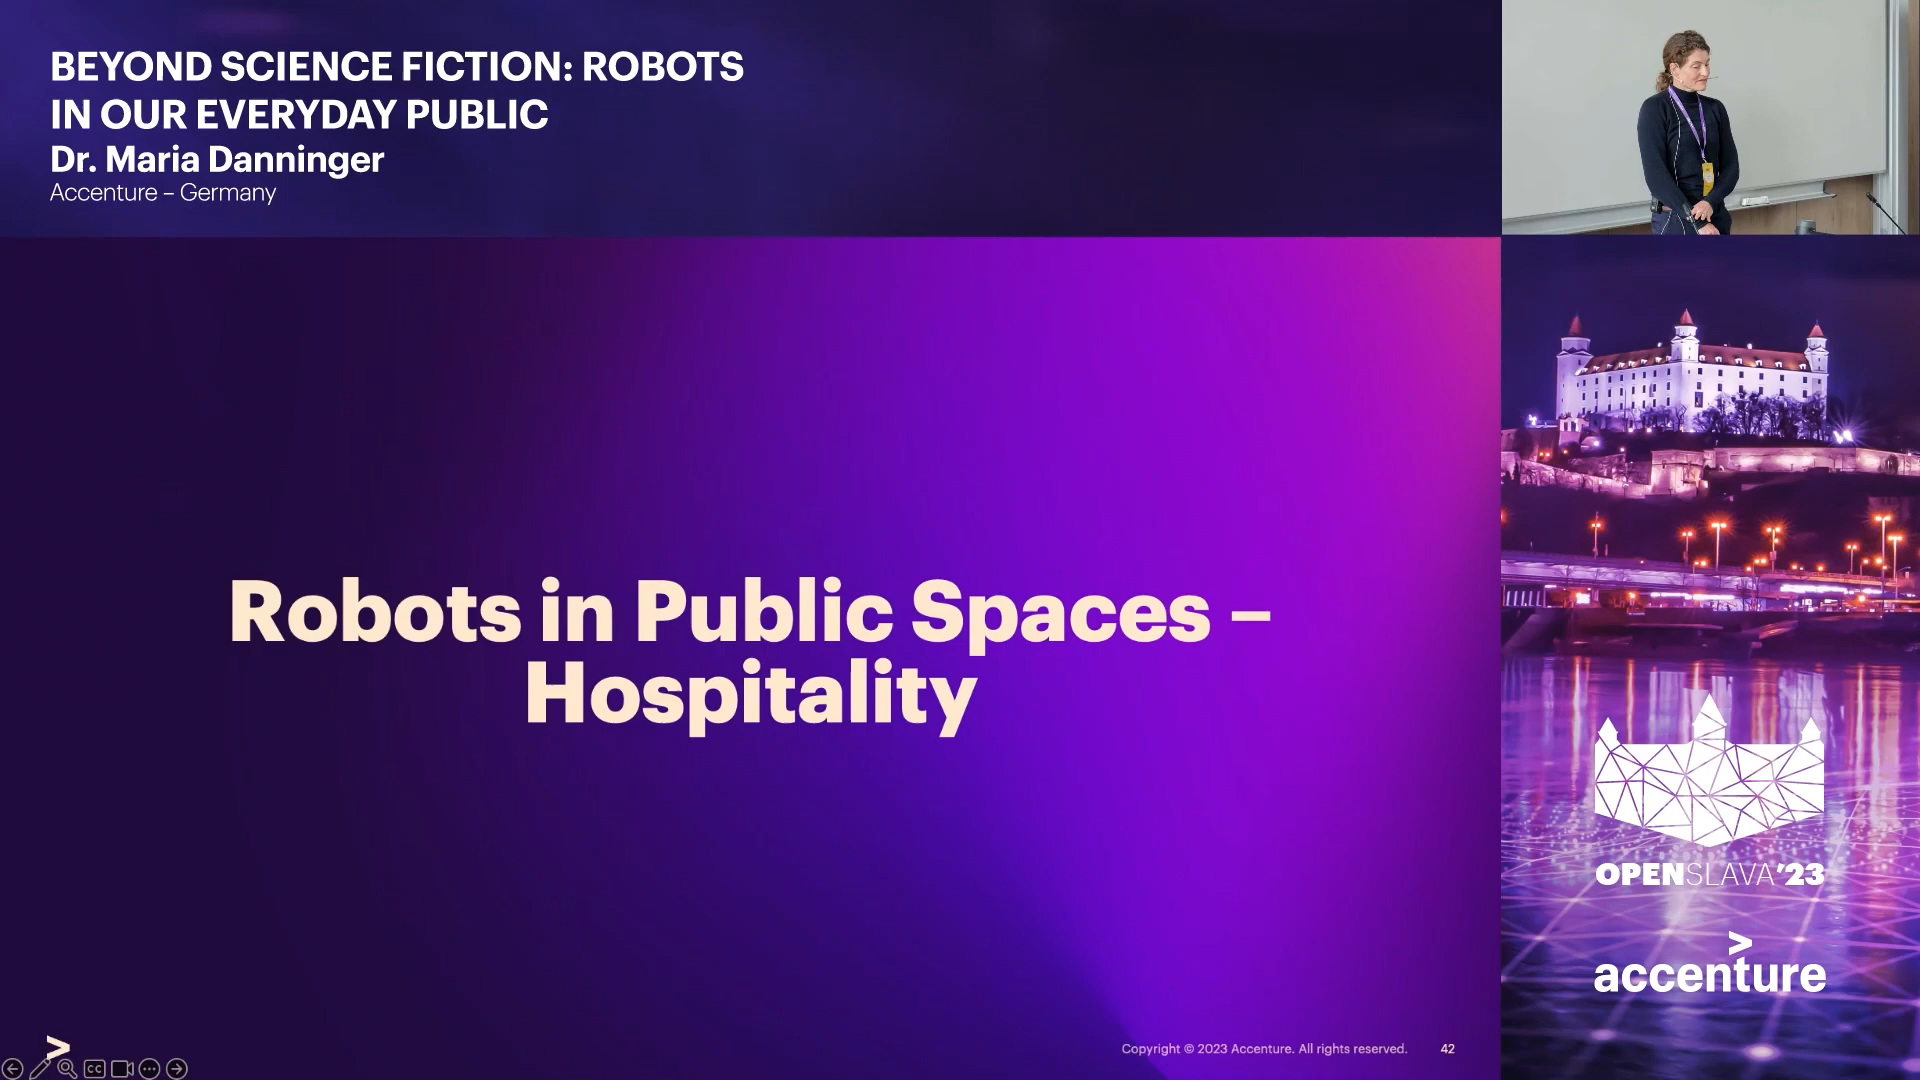 BEYOND SCIENCE FICTION: ROBOTS
IN OUR EVERYDAY PUBLIC
Dr. Maria Danninger
Accenture – Germany
Robots in Public Spaces –
Hospitality
OPENSLAVA'23
accenture
Copyright © 2023 Accenture. All rights reserved.
42
CC